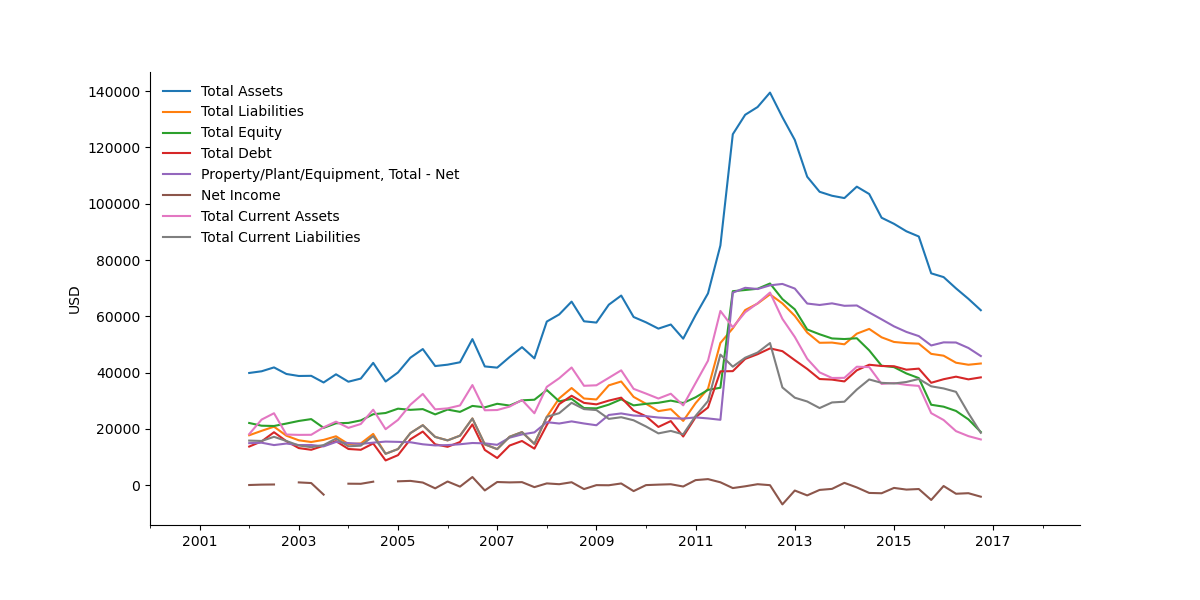 140000
120000
100000
80000
60000
40000
20000
0
USD
Total Assets
Total Liabilities
Total Equity
Total Debt
Property/Plant/Equipment, Total - Net
Net Income
Total Current Assets
Total Current Liabilities
2001 2003 2005 2007 2009 2011 2013 2015 2017